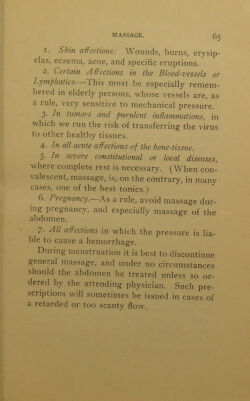 MASSAGE. 65
1. Skin affections: Wounds, burns, erysip-
elas, eczema, acne, and specific eruptions.
2. Certain Affections in the Blood-vessels or
Lymphatics.—This must be especially remem-
bered in elderly persons, whose vessels are, as
a rule, very sensitive to mechanical pressure.
3. In tumors and purulent inflammations, in
which we run the risk of transferring the virus
to other healthy tissues.
4. In all acute affections of the bone-tissue.
5. In severe constitutional or local diseases,
where complete rest is necessary. (When con-
valescent, massage, is, on the contrary, in many
cases, one of the best tonics.)
6. Pregnancy.—As a rule, avoid massage dur-
ing pregnancy, and especially massage of the
abdomen.
7. All affections in which the pressure is lia-
ble to cause a hemorrhage.
During menstruation it is best to discontinue
general massage, and under no circumstances
should the abdomen be treated unless so or-
dered by the attending physician. Such pre-
scriptions will sometimes be issued in cases of
a retarded or too scanty flow.